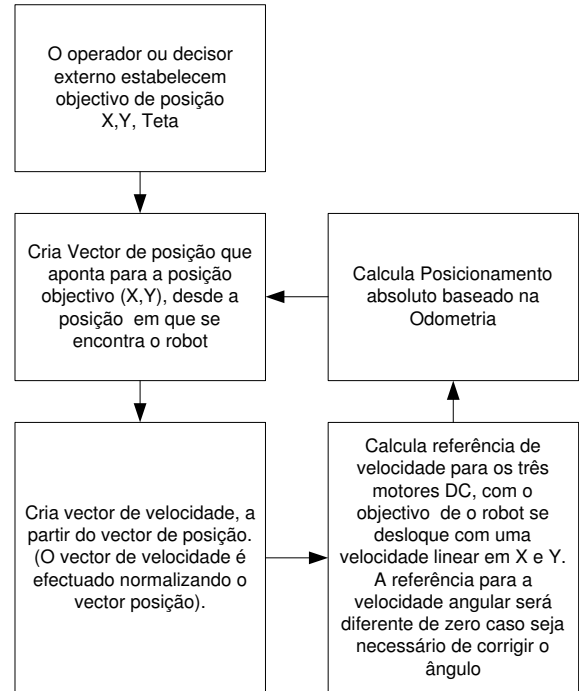 O operador ou decisor
externo estabelecem
objectivo de posição
X,Y, Teta
Cria Vector de posição que
aponta para a posição
objectivo (X,Y), desde a
posição em que se
encontra o robot
Calcula Posicionamento
absoluto baseado na
Odometria
Cria vector de velocidade, a
partir do vector de posição.
(O vector de velocidade é
efectuado normalizando o
vector posição).
Calcula referência de
velocidade para os três
motores DC, com o
objectivo de o robot se
desloque com uma
velocidade linear em X e Y.
A referência para a
velocidade angular será
diferente de zero caso seja
necessário de corrigir o
ângulo